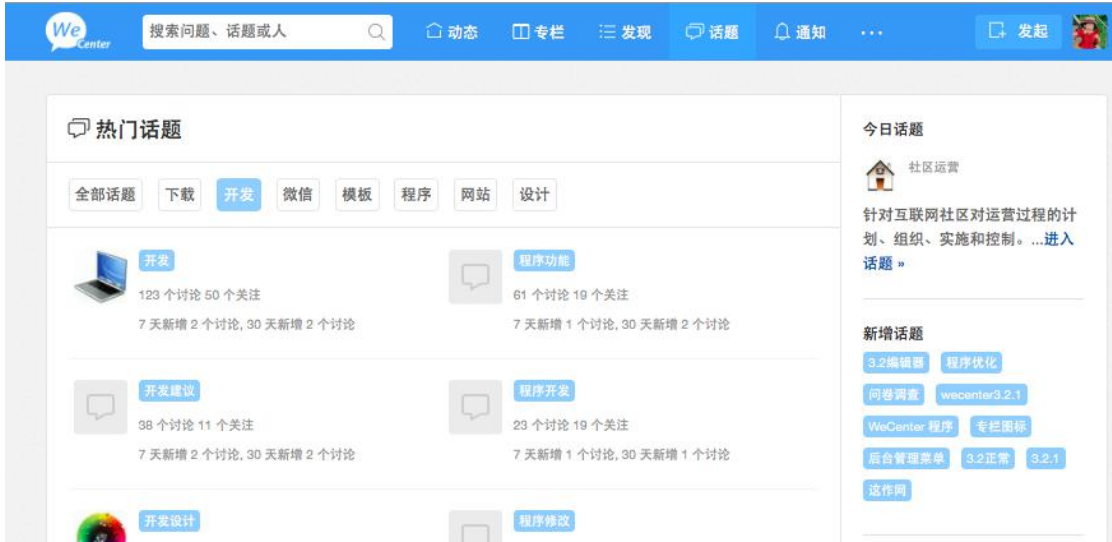 WeCenter
搜索问题、话题或人
动态
专栏
发现
话题
通知
...
发起
热门话题
全部话题
下载
开发
微信
模板
程序
网站
设计
开发
123 个讨论 50 个关注
7 天新增 2 个讨论, 30 天新增 2 个讨论
程序功能
61 个讨论 19 个关注
7 天新增 1 个讨论, 30 天新增 2 个讨论
开发建议
38 个讨论 11 个关注
7 天新增 2 个讨论, 30 天新增 2 个讨论
程序开发
23 个讨论 19 个关注
7 天新增 1 个讨论, 30 天新增 1 个讨论
开发设计
程序修改
今日话题
社区运营
针对互联网社区对运营过程的计
划、组织、实施和控制。...进入
话题 »
新增话题
3.2编辑器
程序优化
问卷调查
wecenter3.2.1
WeCenter 程序
专栏图标
后台管理菜单
3.2正常
3.2.1
这作网